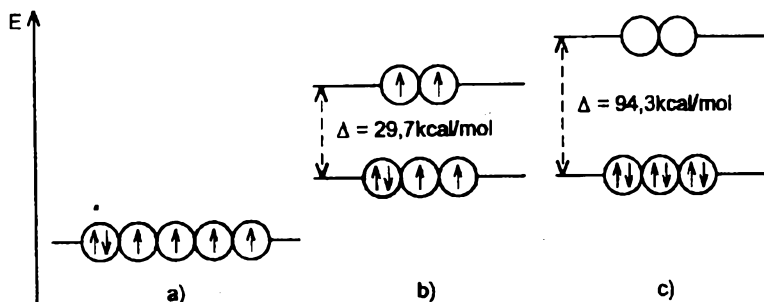 E
Δ = 29,7kcal/mol
Δ = 94,3kcal/mol
a)
b)
c)